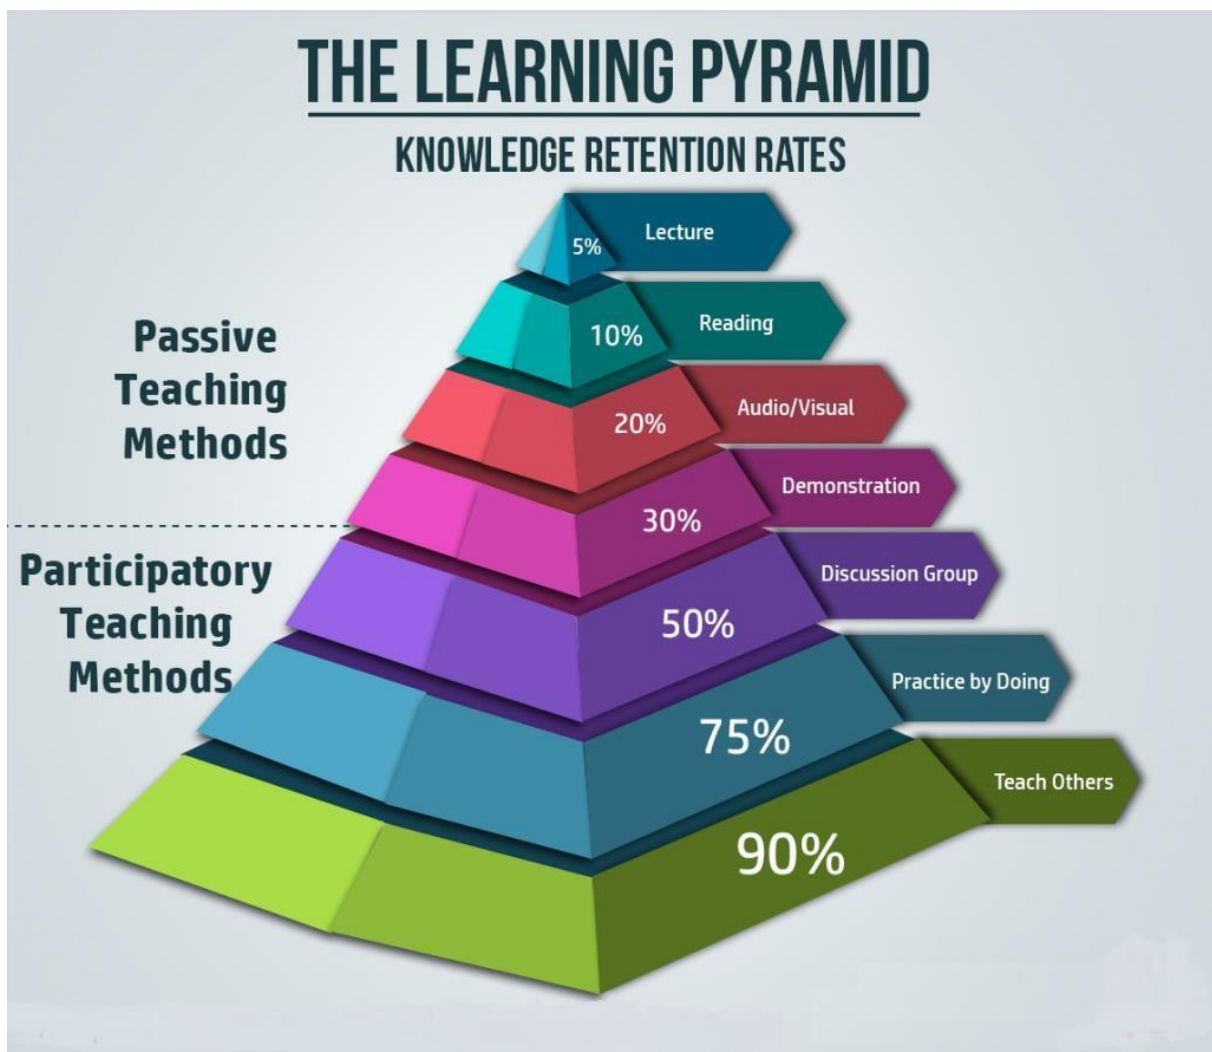 THE LEARNING PYRAMID
KNOWLEDGE RETENTION RATES
5%
Lecture
10%
Reading
20%
Audio/Visual
30%
Demonstration
Passive
Teaching
Methods
Participatory
Teaching
Methods
50%
Discussion Group
75%
Practice by Doing
90%
Teach Others